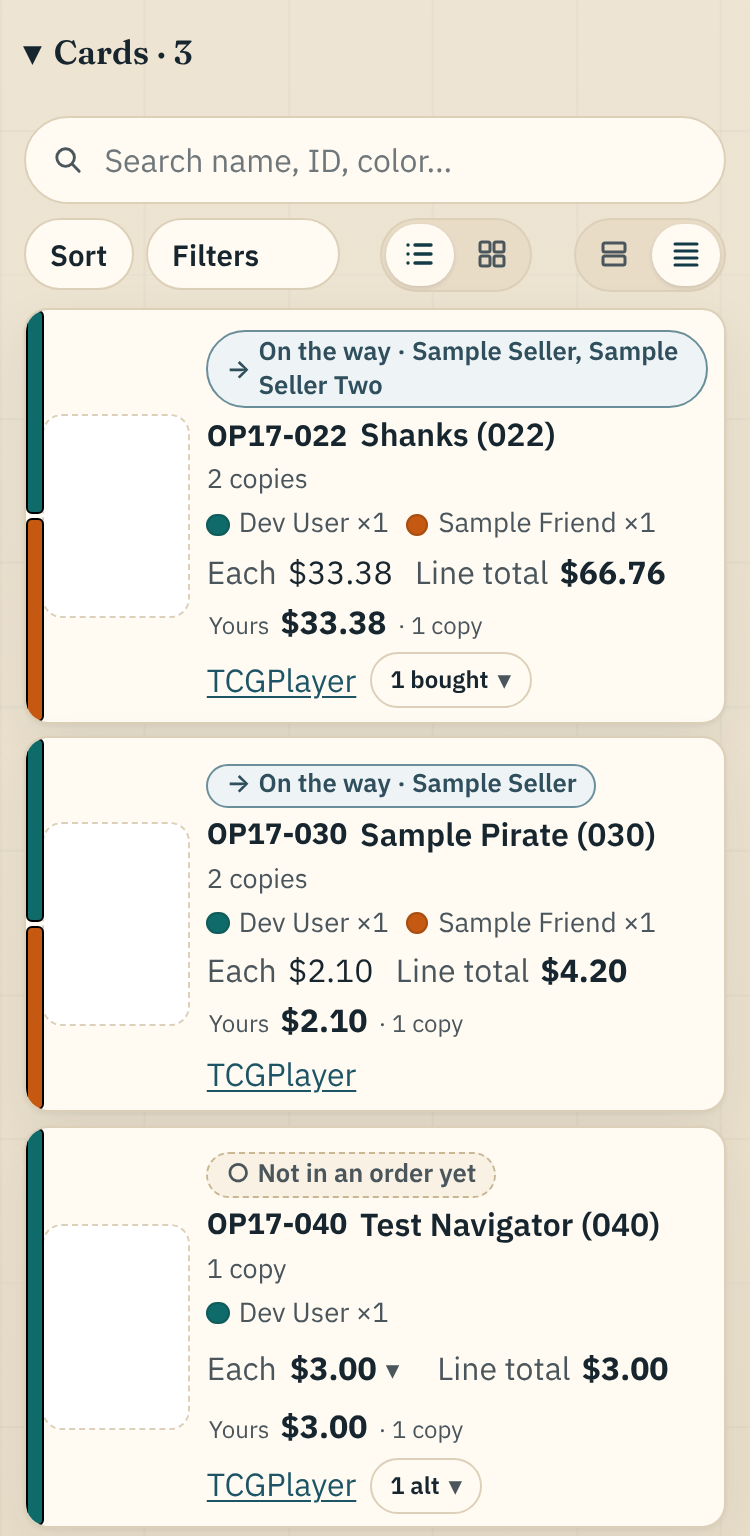 ▼ Cards · 3
Search name, ID, color...
Sort Filters
→ On the way · Sample Seller, Sample
Seller Two
OP17-022 Shanks (022)
2 copies
Dev User ×1 Sample Friend ×1
Each $33.38 Line total $66.76
Yours $33.38 · 1 copy
TCGPlayer 1 bought ▼
→ On the way · Sample Seller
OP17-030 Sample Pirate (030)
2 copies
Dev User ×1 Sample Friend ×1
Each $2.10 Line total $4.20
Yours $2.10 · 1 copy
TCGPlayer
Not in an order yet
OP17-040 Test Navigator (040)
1 copy
Dev User ×1
Each $3.00 ▼ Line total $3.00
Yours $3.00 · 1 copy
TCGPlayer 1 alt ▼